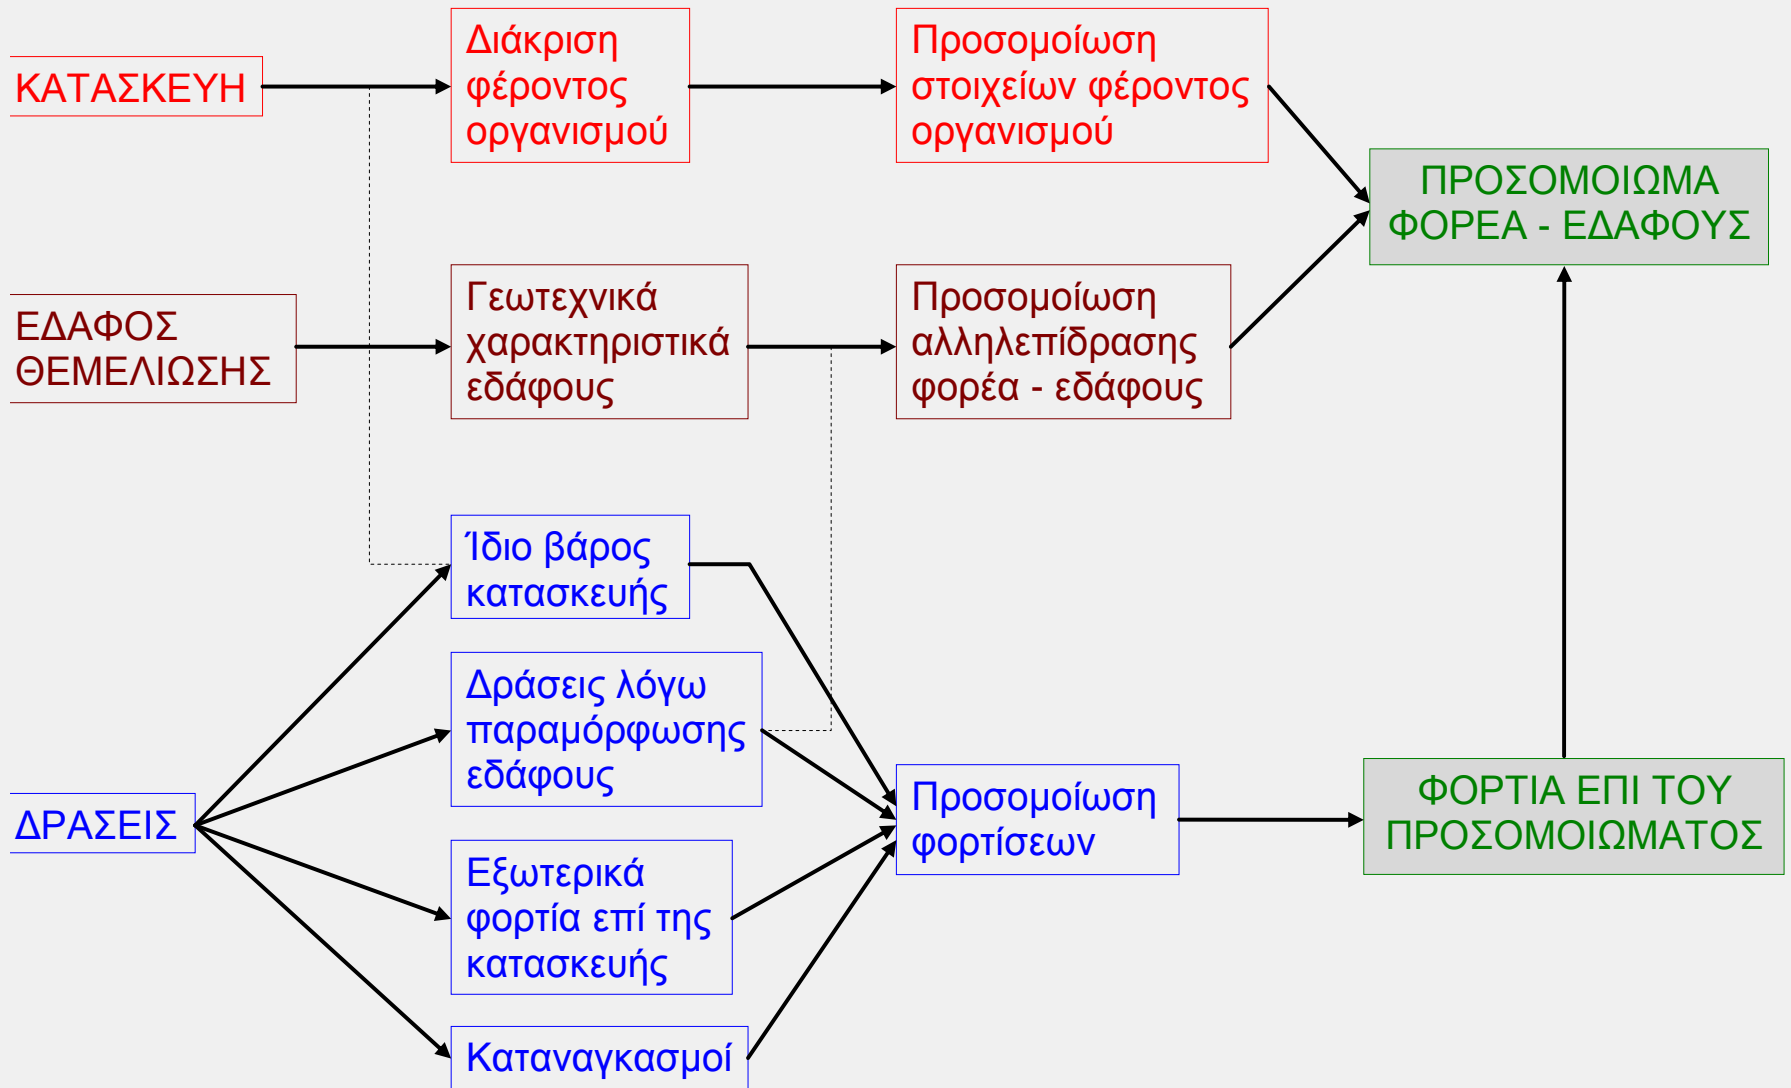 ΚΑΤΑΣΚΕΥΗ
Διάκριση
φέροντος
οργανισμού
Προσομοίωση
στοιχείων φέροντος
οργανισμού
ΠΡΟΣΟΜΟΙΩΜΑ
ΦΟΡΕΑ - ΕΔΑΦΟΥΣ
ΕΔΑΦΟΣ
ΘΕΜΕΛΙΩΣΗΣ
Γεωτεχνικά
χαρακτηριστικά
εδάφους
Προσομοίωση
αλληλεπίδρασης
φορέα - εδάφους
Ίδιο βάρος
κατασκευής
Δράσεις λόγω
παραμόρφωσης
εδάφους
ΔΡΑΣΕΙΣ
Εξωτερικά
φορτία επί της
κατασκευής
Καταναγκασμοί
Προσομοίωση
φορτίσεων
ΦΟΡΤΙΑ ΕΠΙ ΤΟΥ
ΠΡΟΣΟΜΟΙΩΜΑΤΟΣ